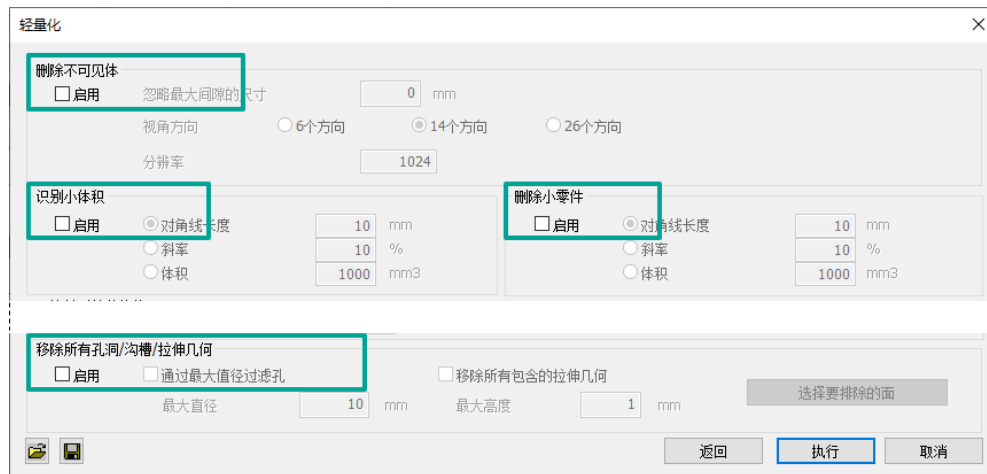 轻量化
删除不可见体
启用 忽略最大间隙的尺寸 0 mm
视角方向 6个方向 14个方向 26个方向
分辨率 1024
识别小体积 删除小零件
启用 对角线长度 10 mm 启用 对角线长度 10 mm
斜率 10 % 斜率 10 %
体积 1000 mm3 体积 1000 mm3
移除所有孔洞/沟槽/拉伸几何
启用 通过最大值径过滤孔 移除所有包含的拉伸几何
最大直径 10 mm 最大高度 1 mm 选择要排除的面
返回 执行 取消